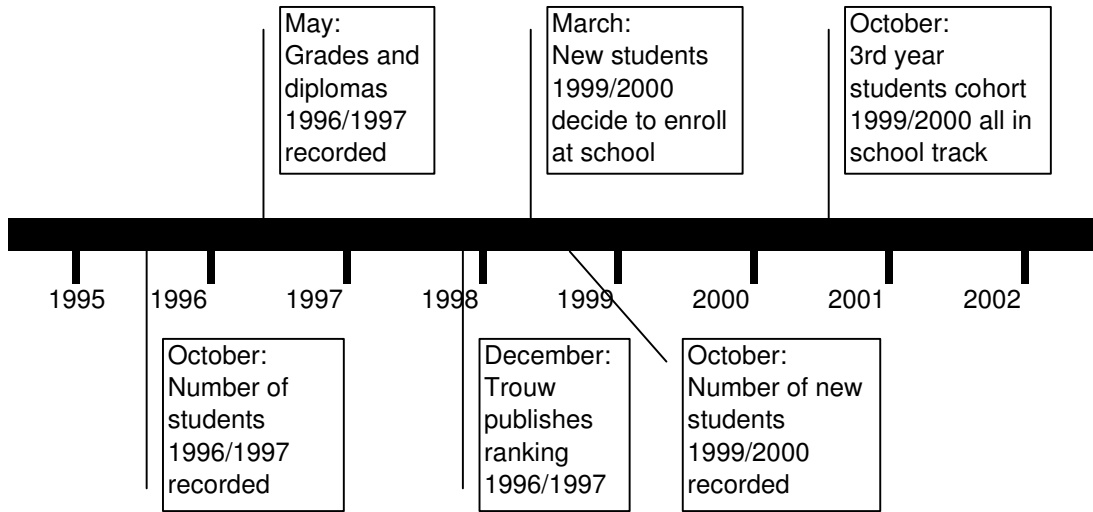 May:
Grades and
diplomas
1996/1997
recorded
March:
New students
1999/2000
decide to enroll
at school
October:
3rd year
students cohort
1999/2000 all in
school track
1995
1996
1997
1998
1999
2000
2001
2002
October:
Number of
students
1996/1997
recorded
December:
Trouw
publishes
ranking
1996/1997
October:
Number of new
students
1999/2000
recorded